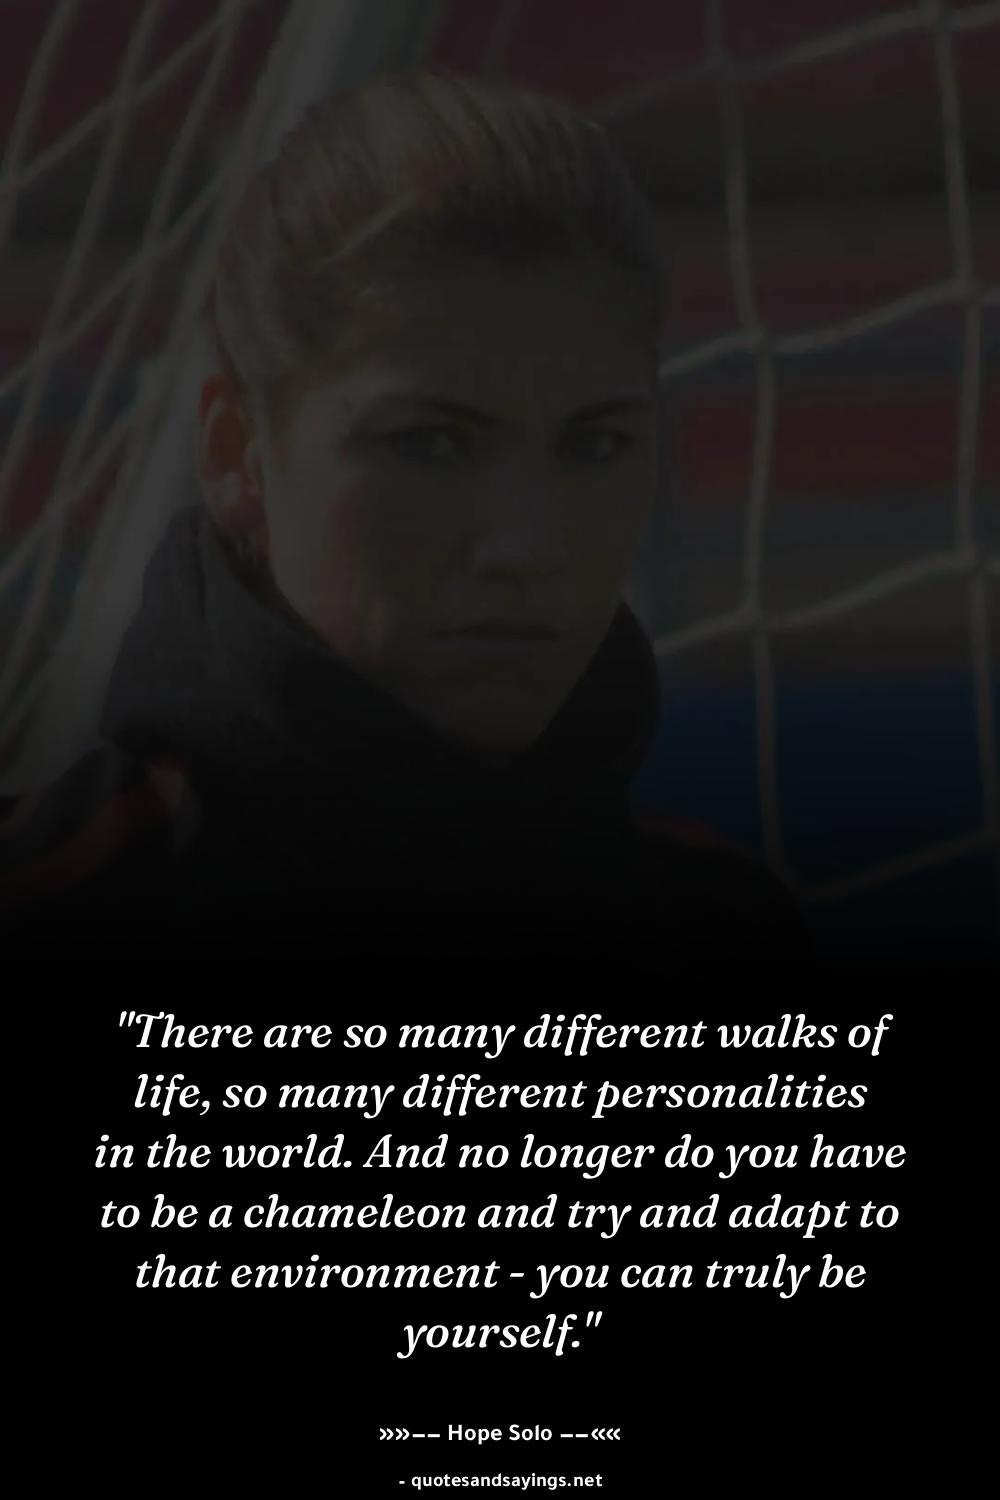 "There are so many different walks of
life, so many different personalities
in the world. And no longer do you have
to be a chameleon and try and adapt to
that environment - you can truly be
yourself."
»»–– Hope Solo ––««
- quotesandsayings.net